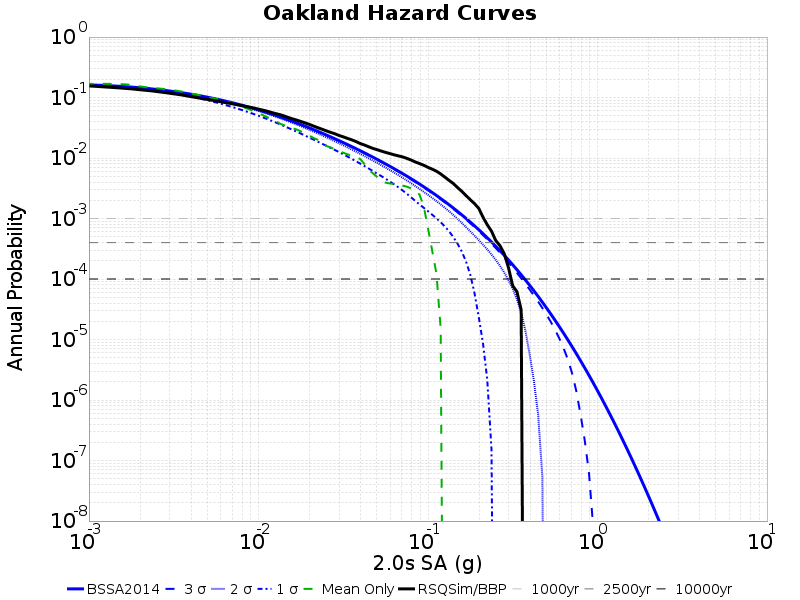 Oakland Hazard Curves
Annual Probability
10^0
10^-1
10^-2
10^-3
10^-4
10^-5
10^-6
10^-7
10^-8
10^-3 10^-2 10^-1 10^0 10^1
2.0s SA (g)
BSSA2014 3 σ 2 σ 1 σ Mean Only RSQSim/BBP 1000yr 2500yr 10000yr